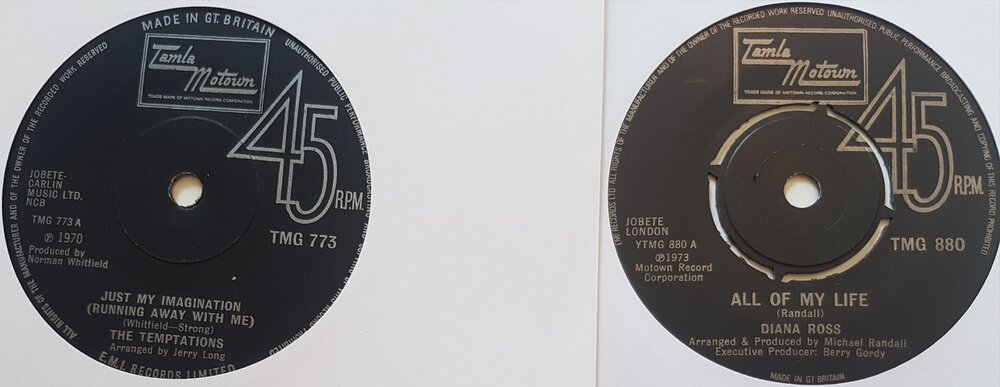 MADE IN GT. BRITAIN
UNAUTHORISED PUBLIC PERFORMANCE BROADCASTING
ALL RIGHTS OF THE MANUFACTURER AND OF THE OWNER OF THE RECORDED WORK RESERVED
Tamla
Motown
TRADE MARK OF MOTOWN RECORD CORPORATION
45
R.P.M.
JOBETE-
CARLIN
MUSIC LTD.
NCB
TMG 773 A
℗ 1970
Produced by
Norman Whitfield
TMG 773
JUST MY IMAGINATION
(RUNNING AWAY WITH ME)
(Whitfield—Strong)
THE TEMPTATIONS
Arranged by Jerry Long
E.M.I. RECORDS LIMITED
EMI RECORDS LTD ALL RIGHTS OF THE MANUFACTURER AND OF THE OWNER OF THE RECORDED WORK RESERVED UNAUTHORISED PUBLIC PERFORMANCE BROADCASTING AND COPYING OF THIS RECORD PROHIBITED
Tamla
Motown
TRADE MARK OF MOTOWN RECORD CORPORATION
45
R.P.M.
JOBETE
LONDON
YTMG 880 A
℗1973
Motown Record
Corporation
TMG 880
ALL OF MY LIFE
(Randall)
DIANA ROSS
Arranged & Produced by Michael Randall
Executive Producer: Berry Gordy
MADE IN GT. BRITAIN